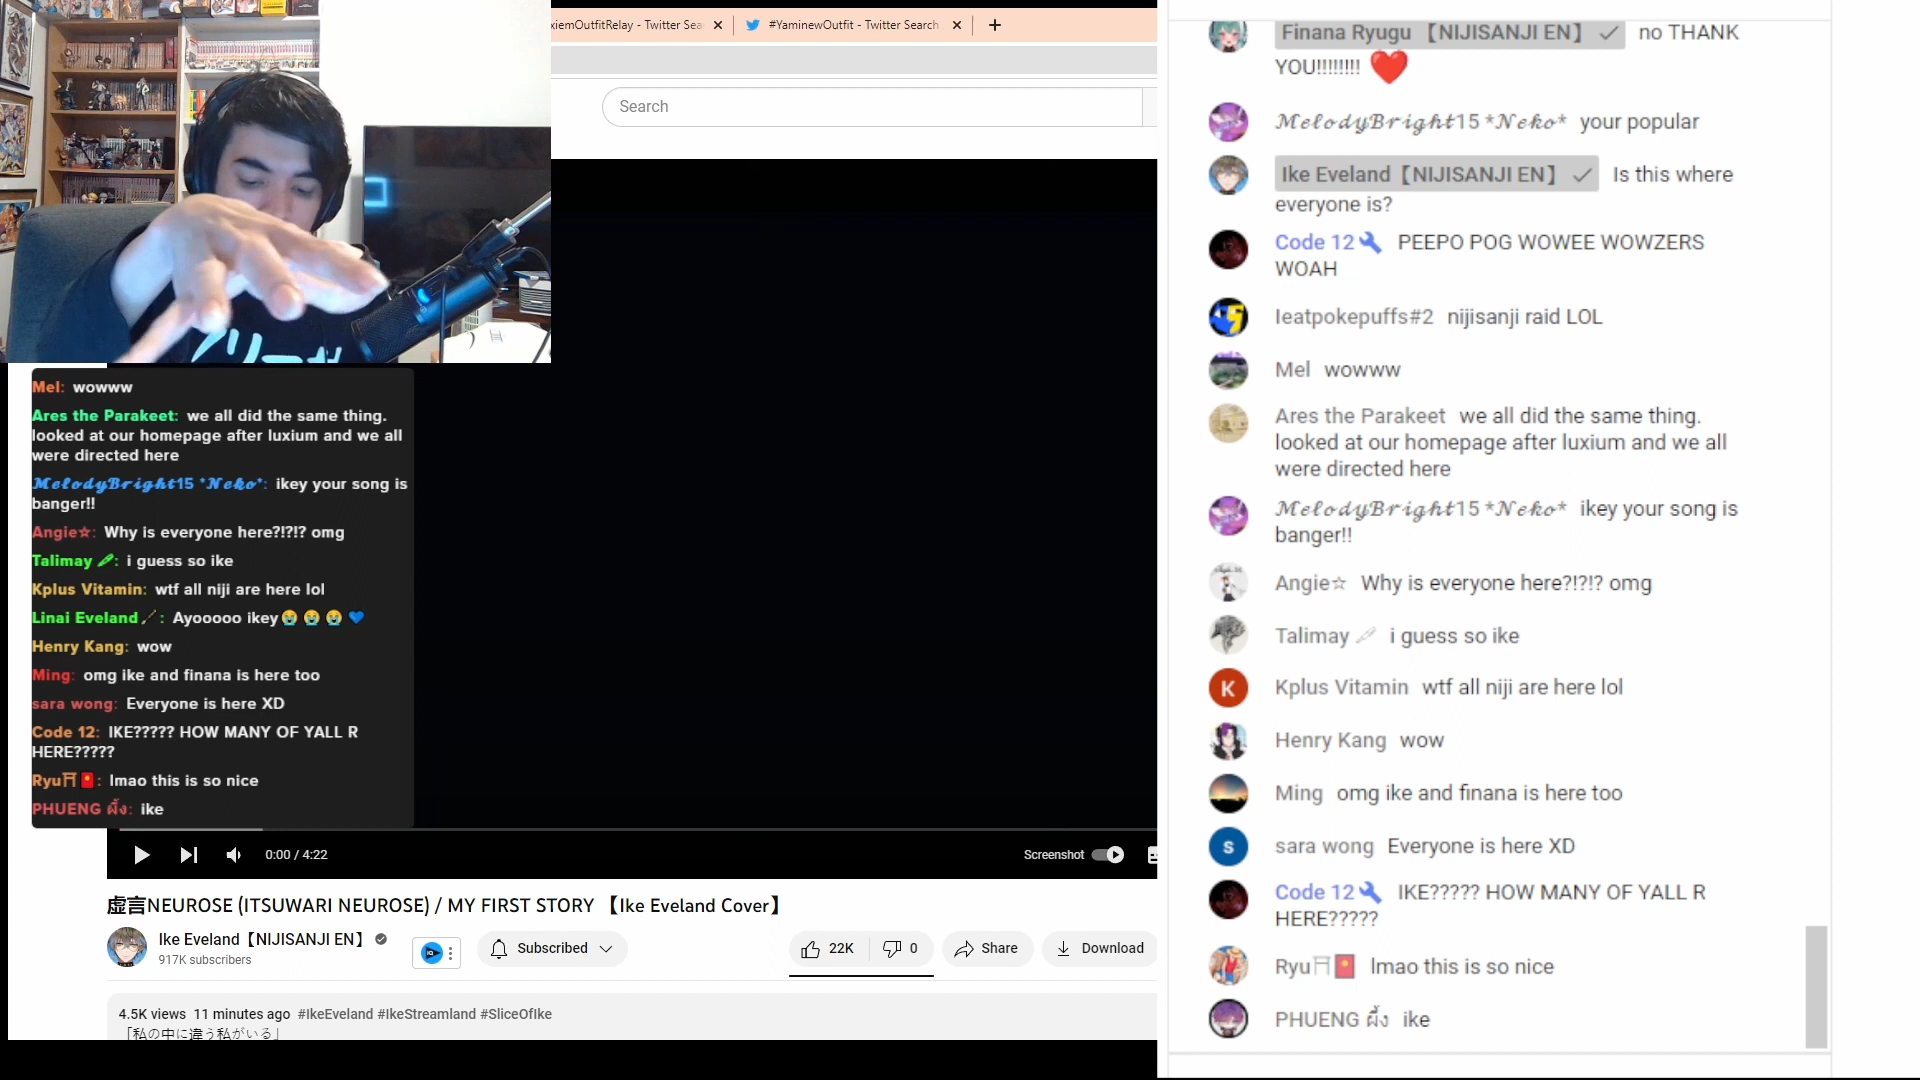 xiemOutfitRelay - Twitter Sea
#YaminewOutfit - Twitter Search
Search
Mel: wowww
Ares the Parakeet: we all did the same thing.
looked at our homepage after luxium and we all
were directed here
𝓜𝓮𝓵𝓸𝓭𝔂𝓑𝓻𝓲𝓰𝓱𝓽15 *𝓝𝓮𝓴𝓸*: ikey your song is
banger!!
Angie☆: Why is everyone here?!?!? omg
Talimay: i guess so ike
Kplus Vitamin: wtf all niji are here lol
Linai Eveland: Ayooooo ikey😭😭😭💙
Henry Kang: wow
Ming: omg ike and finana is here too
sara wong: Everyone is here XD
Code 12: IKE????? HOW MANY OF YALL R
HERE?????
Ryu⛩🧧: lmao this is so nice
PHUENG ผึ้ง: ike
0:00 / 4:22
Screenshot
虚言NEUROSE (ITSUWARI NEUROSE) / MY FIRST STORY 【Ike Eveland Cover】
Ike Eveland【NIJISANJI EN】
917K subscribers
Subscribed
22K
0
Share
Download
4.5K views 11 minutes ago #IkeEveland #IkeStreamland #SliceOfIke
「私の中に違う私がいる」
Finana Ryugu 【NIJISANJI EN】 ✓ no THANK
YOU!!!!!!!! ❤
𝓜𝓮𝓵𝓸𝓭𝔂𝓑𝓻𝓲𝓰𝓱𝓽15 *𝓝𝓮𝓴𝓸* your popular
Ike Eveland【NIJISANJI EN】 ✓ Is this where
everyone is?
Code 12🔧 PEEPO POG WOWEE WOWZERS
WOAH
Ieatpokepuffs#2 nijisanji raid LOL
Mel wowww
Ares the Parakeet we all did the same thing.
looked at our homepage after luxium and we all
were directed here
𝓜𝓮𝓵𝓸𝓭𝔂𝓑𝓻𝓲𝓰𝓱𝓽15 *𝓝𝓮𝓴𝓸* ikey your song is
banger!!
Angie☆ Why is everyone here?!?!? omg
Talimay i guess so ike
K
Kplus Vitamin wtf all niji are here lol
Henry Kang wow
Ming omg ike and finana is here too
s
sara wong Everyone is here XD
Code 12🔧 IKE????? HOW MANY OF YALL R
HERE?????
Ryu⛩🧧 lmao this is so nice
PHUENG ผึ้ง ike